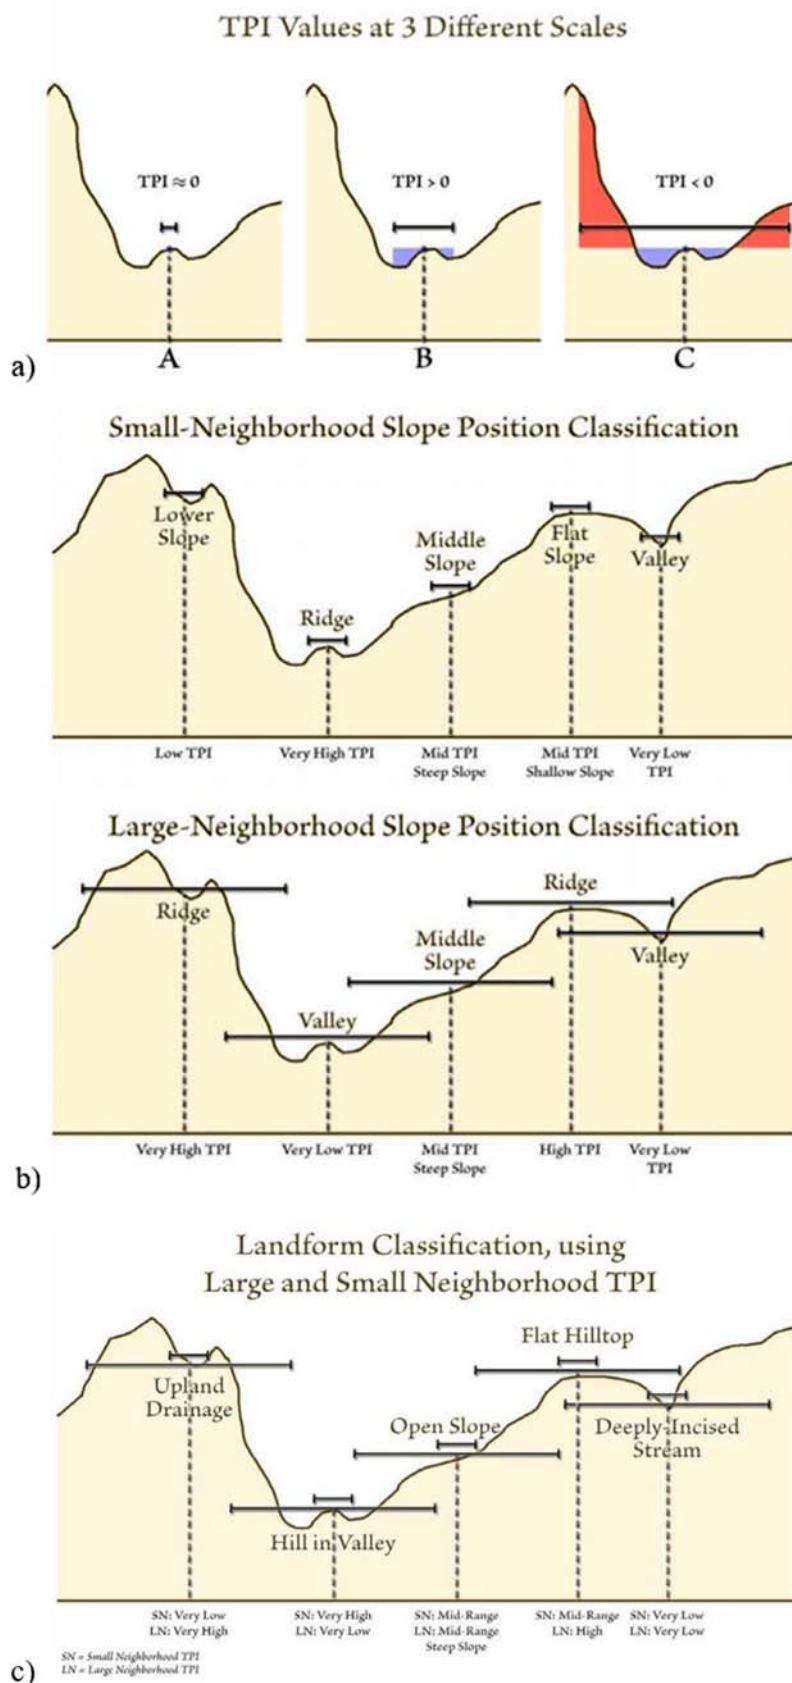 TPI Values at 3 Different Scales
TPI ≈ 0
TPI > 0
TPI < 0
a)
A
B
C
Small-Neighborhood Slope Position Classification
Lower
Slope
Ridge
Middle
Slope
Flat
Slope
Valley
Low TPI
Very High TPI
Mid TPI
Steep Slope
Mid TPI
Shallow Slope
Very Low
TPI
Large-Neighborhood Slope Position Classification
Ridge
Valley
Middle
Slope
Ridge
Valley
Very High TPI
Very Low TPI
Mid TPI
Steep Slope
High TPI
Very Low
TPI
b)
Landform Classification, using
Large and Small Neighborhood TPI
Upland
Drainage
Hill in Valley
Open Slope
Flat Hilltop
Deeply-Incised
Stream
SN: Very Low
LN: Very High
SN: Very High
LN: Very Low
SN: Mid-Range
LN: Mid-Range
Steep Slope
SN: Mid-Range
LN: High
SN: Very Low
LN: Very Low
SN = Small Neighborhood TPI
LN = Large Neighborhood TPI
c)